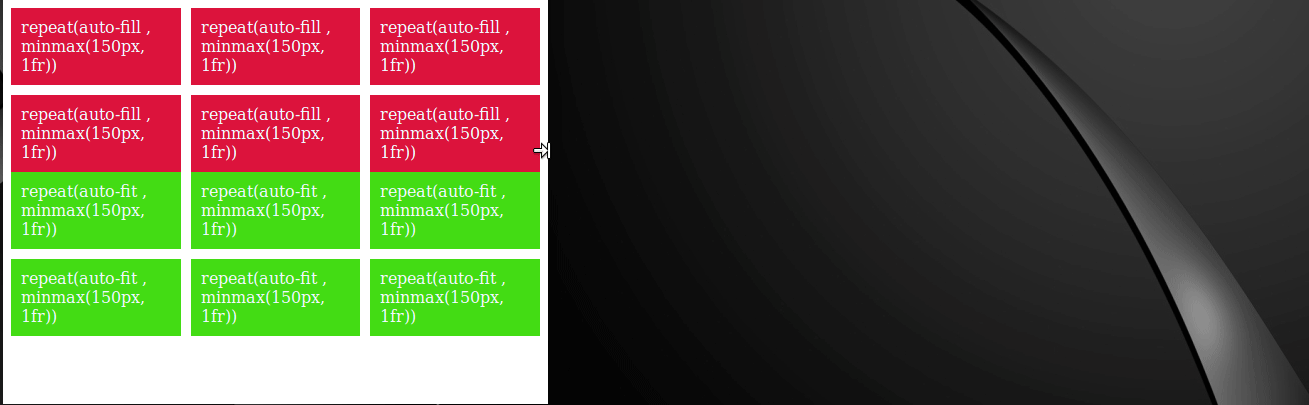 repeat(auto-fill , repeat(auto-fill , repeat(auto-fill ,
minmax(150px, minmax(150px, minmax(150px,
1fr)) 1fr)) 1fr))
repeat(auto-fill , repeat(auto-fill , repeat(auto-fill ,
minmax(150px, minmax(150px, minmax(150px,
1fr)) 1fr)) 1fr))
repeat(auto-fit , repeat(auto-fit , repeat(auto-fit ,
minmax(150px, minmax(150px, minmax(150px,
1fr)) 1fr)) 1fr))
repeat(auto-fit , repeat(auto-fit , repeat(auto-fit ,
minmax(150px, minmax(150px, minmax(150px,
1fr)) 1fr)) 1fr))